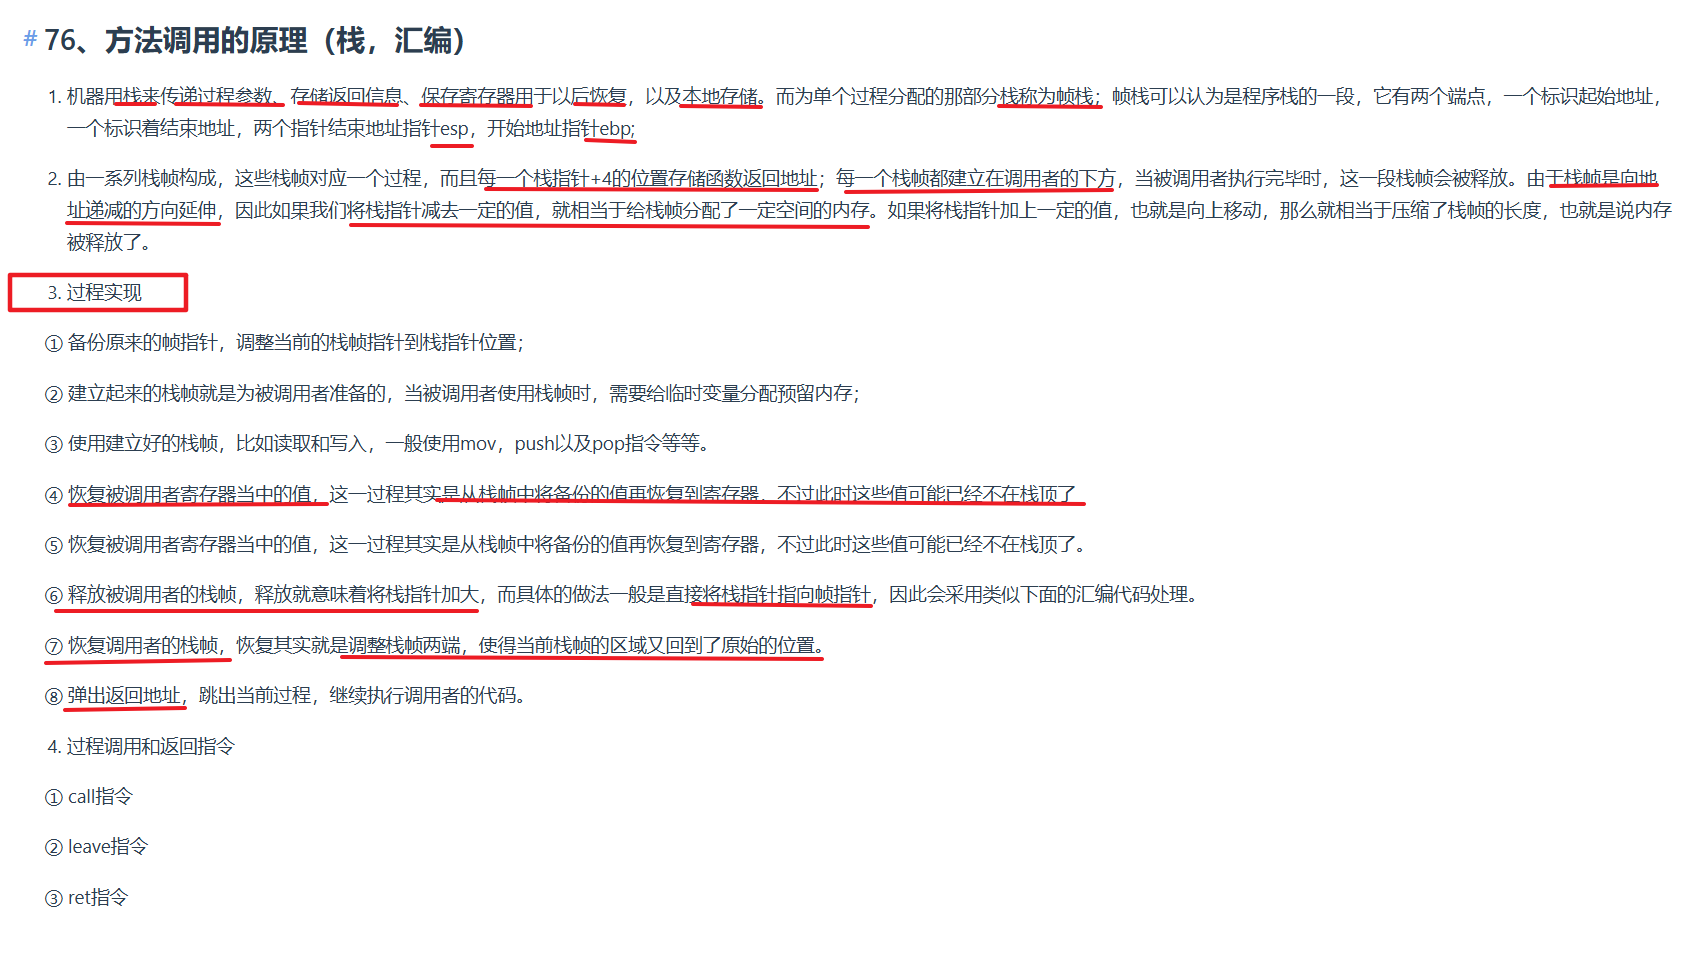 # 76、方法调用的原理（栈，汇编）
1. 机器用栈来传递过程参数、存储返回信息、保存寄存器用于以后恢复，以及本地存储。而为单个过程分配的那部分栈称为帧栈；帧栈可以认为是程序栈的一段，它有两个端点，一个标识起始地址，
一个标识着结束地址，两个指针结束地址指针esp，开始地址指针ebp;
2. 由一系列栈帧构成，这些栈帧对应一个过程，而且每一个栈指针+4的位置存储函数返回地址；每一个栈帧都建立在调用者的下方，当被调用者执行完毕时，这一段栈帧会被释放。由于栈帧是向地
址递减的方向延伸，因此如果我们将栈指针减去一定的值，就相当于给栈帧分配了一定空间的内存。如果将栈指针加上一定的值，也就是向上移动，那么就相当于压缩了栈帧的长度，也就是说内存
被释放了。
3. 过程实现
① 备份原来的帧指针，调整当前的栈帧指针到栈指针位置；
② 建立起来的栈帧就是为被调用者准备的，当被调用者使用栈帧时，需要给临时变量分配预留内存；
③ 使用建立好的栈帧，比如读取和写入，一般使用mov，push以及pop指令等等。
④ 恢复被调用者寄存器当中的值，这一过程其实是从栈帧中将备份的值再恢复到寄存器，不过此时这些值可能已经不在栈顶了
⑤ 恢复被调用者寄存器当中的值，这一过程其实是从栈帧中将备份的值再恢复到寄存器，不过此时这些值可能已经不在栈顶了。
⑥ 释放被调用者的栈帧，释放就意味着将栈指针加大，而具体的做法一般是直接将栈指针指向帧指针，因此会采用类似下面的汇编代码处理。
⑦ 恢复调用者的栈帧，恢复其实就是调整栈帧两端，使得当前栈帧的区域又回到了原始的位置。
⑧ 弹出返回地址，跳出当前过程，继续执行调用者的代码。
4. 过程调用和返回指令
① call指令
② leave指令
③ ret指令